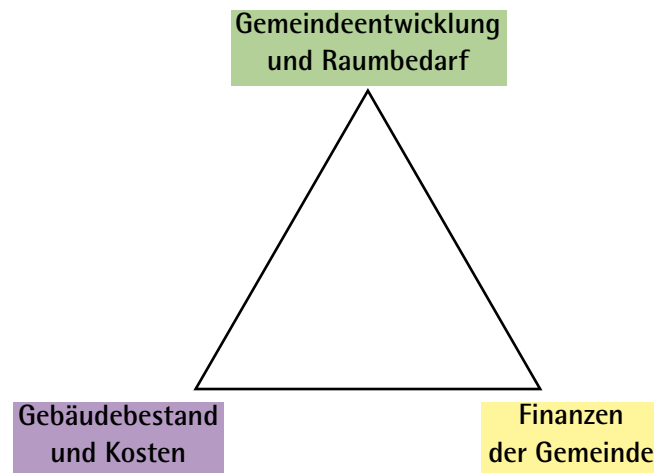 Gemeindeentwicklung
und Raumbedarf
Gebäudebestand
und Kosten
Finanzen
der Gemeinde